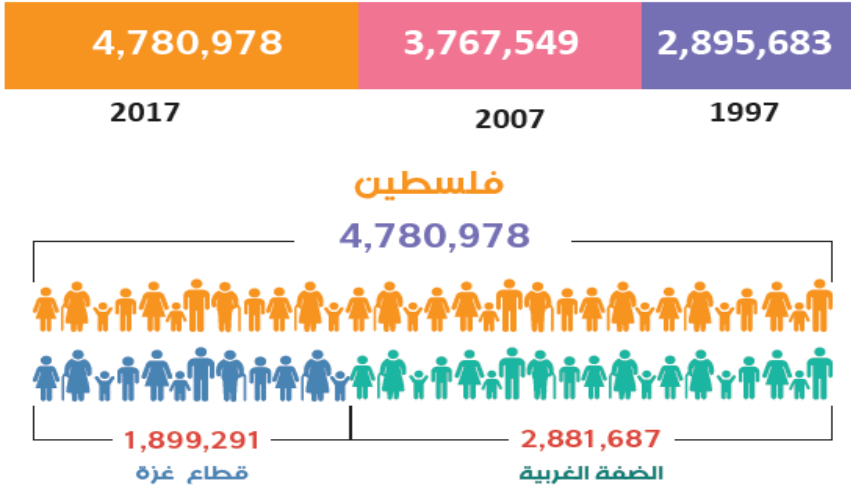 2,895,683 3,767,549 4,780,978
1997 2007 2017
فلسطين
4,780,978
2,881,687 1,899,291
الضفة الغربية قطاع غزة